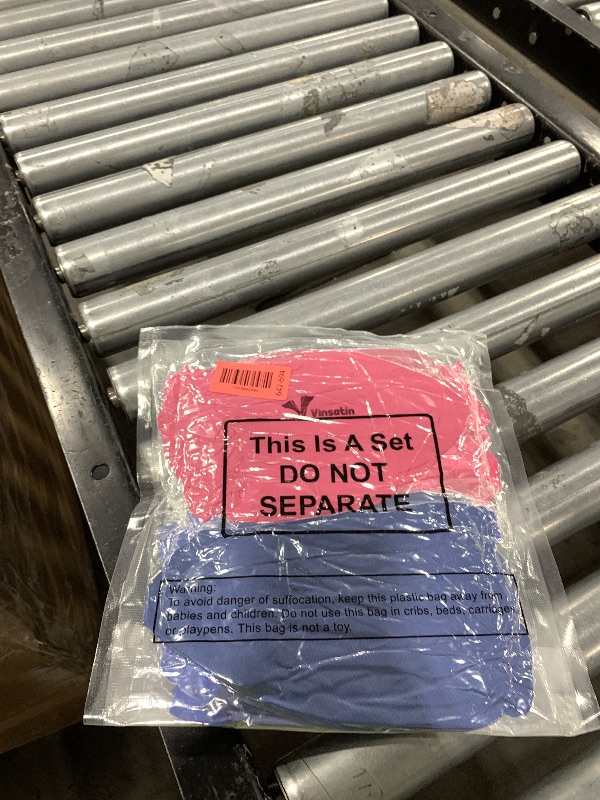 Vinsatin
This Is A Set
DO NOT
SEPARATE
Warning:
To avoid danger of suffocation, keep this plastic bag away from
babies and children. Do not use this bag in cribs, beds, carriages
or playpens. This bag is not a toy.